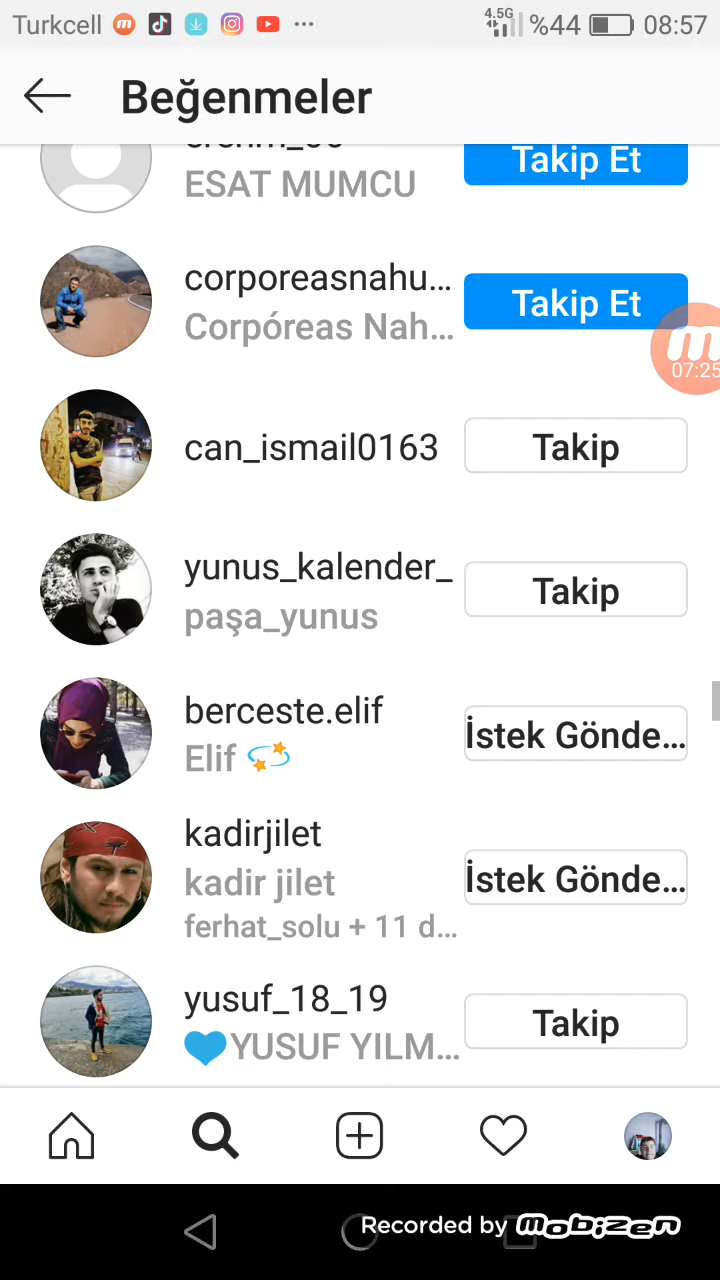 Turkcell 4.5G %44 08:57
Beğenmeler
Takip Et
ESAT MUMCU
corporeasnahu...
Takip Et
Corpóreas Nah...
07:25
can_ismail0163
Takip
yunus_kalender_
Takip
paşa_yunus
berceste.elif
İstek Gönde...
Elif 💫
kadirjilet
kadir jilet
İstek Gönde...
ferhat_solu + 11 d...
yusuf_18_19
Takip
💙YUSUF YILM...
Recorded by mobizen